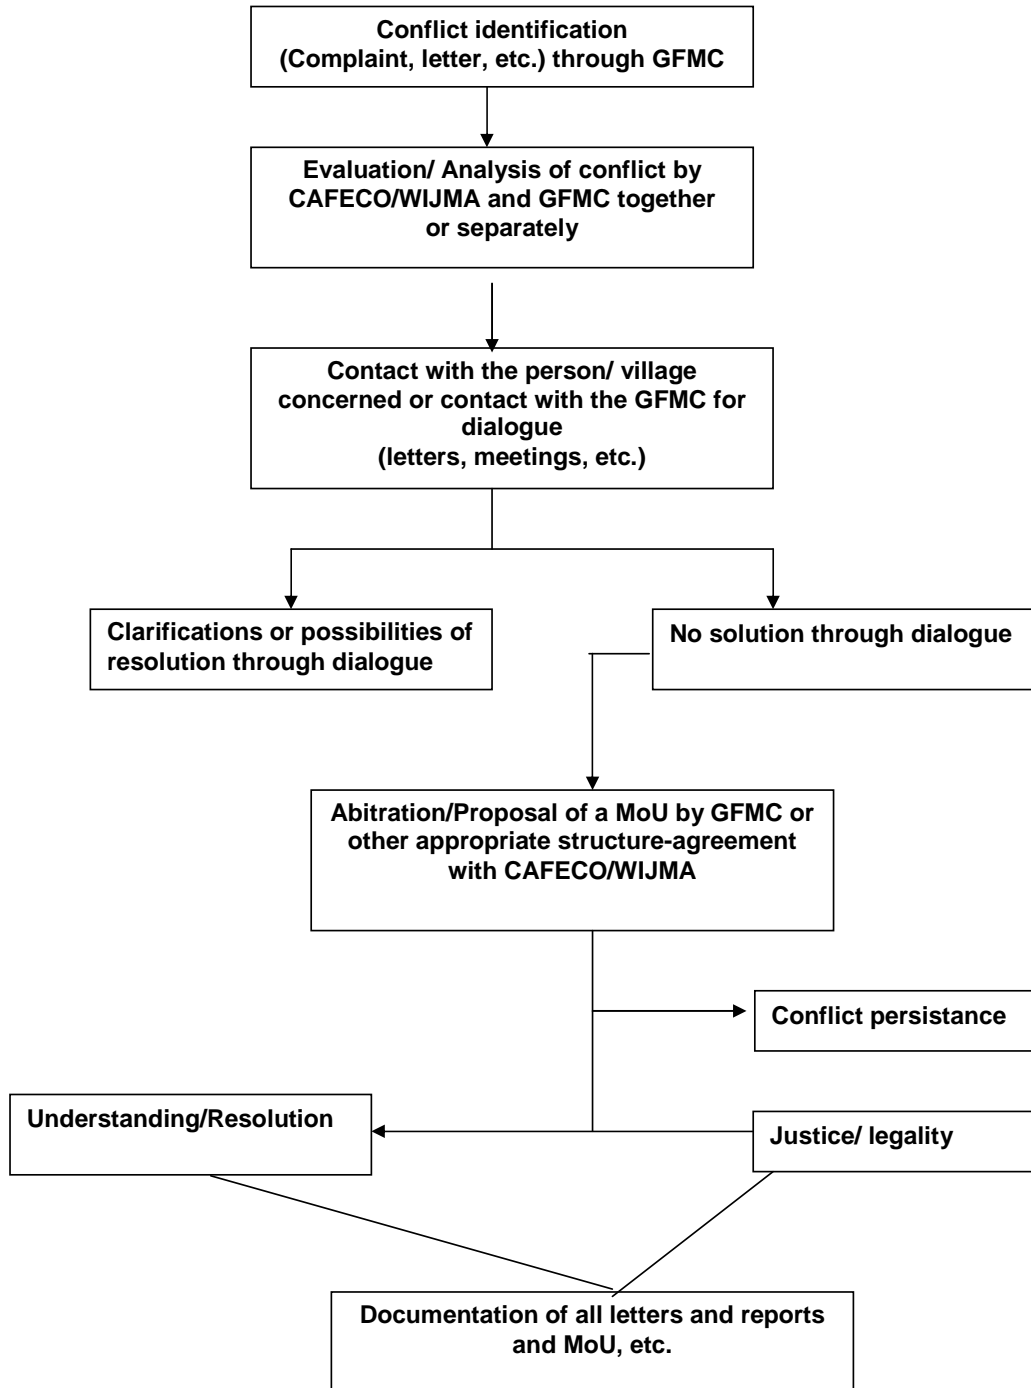 Conflict identification
(Complaint, letter, etc.) through GFMC
Evaluation/ Analysis of conflict by
CAFECO/WIJMA and GFMC together
or separately
Contact with the person/ village
concerned or contact with the GFMC for
dialogue
(letters, meetings, etc.)
Clarifications or possibilities of
resolution through dialogue
No solution through dialogue
Abitration/Proposal of a MoU by GFMC or
other appropriate structure-agreement
with CAFECO/WIJMA
Conflict persistance
Understanding/Resolution
Justice/ legality
Documentation of all letters and reports
and MoU, etc.